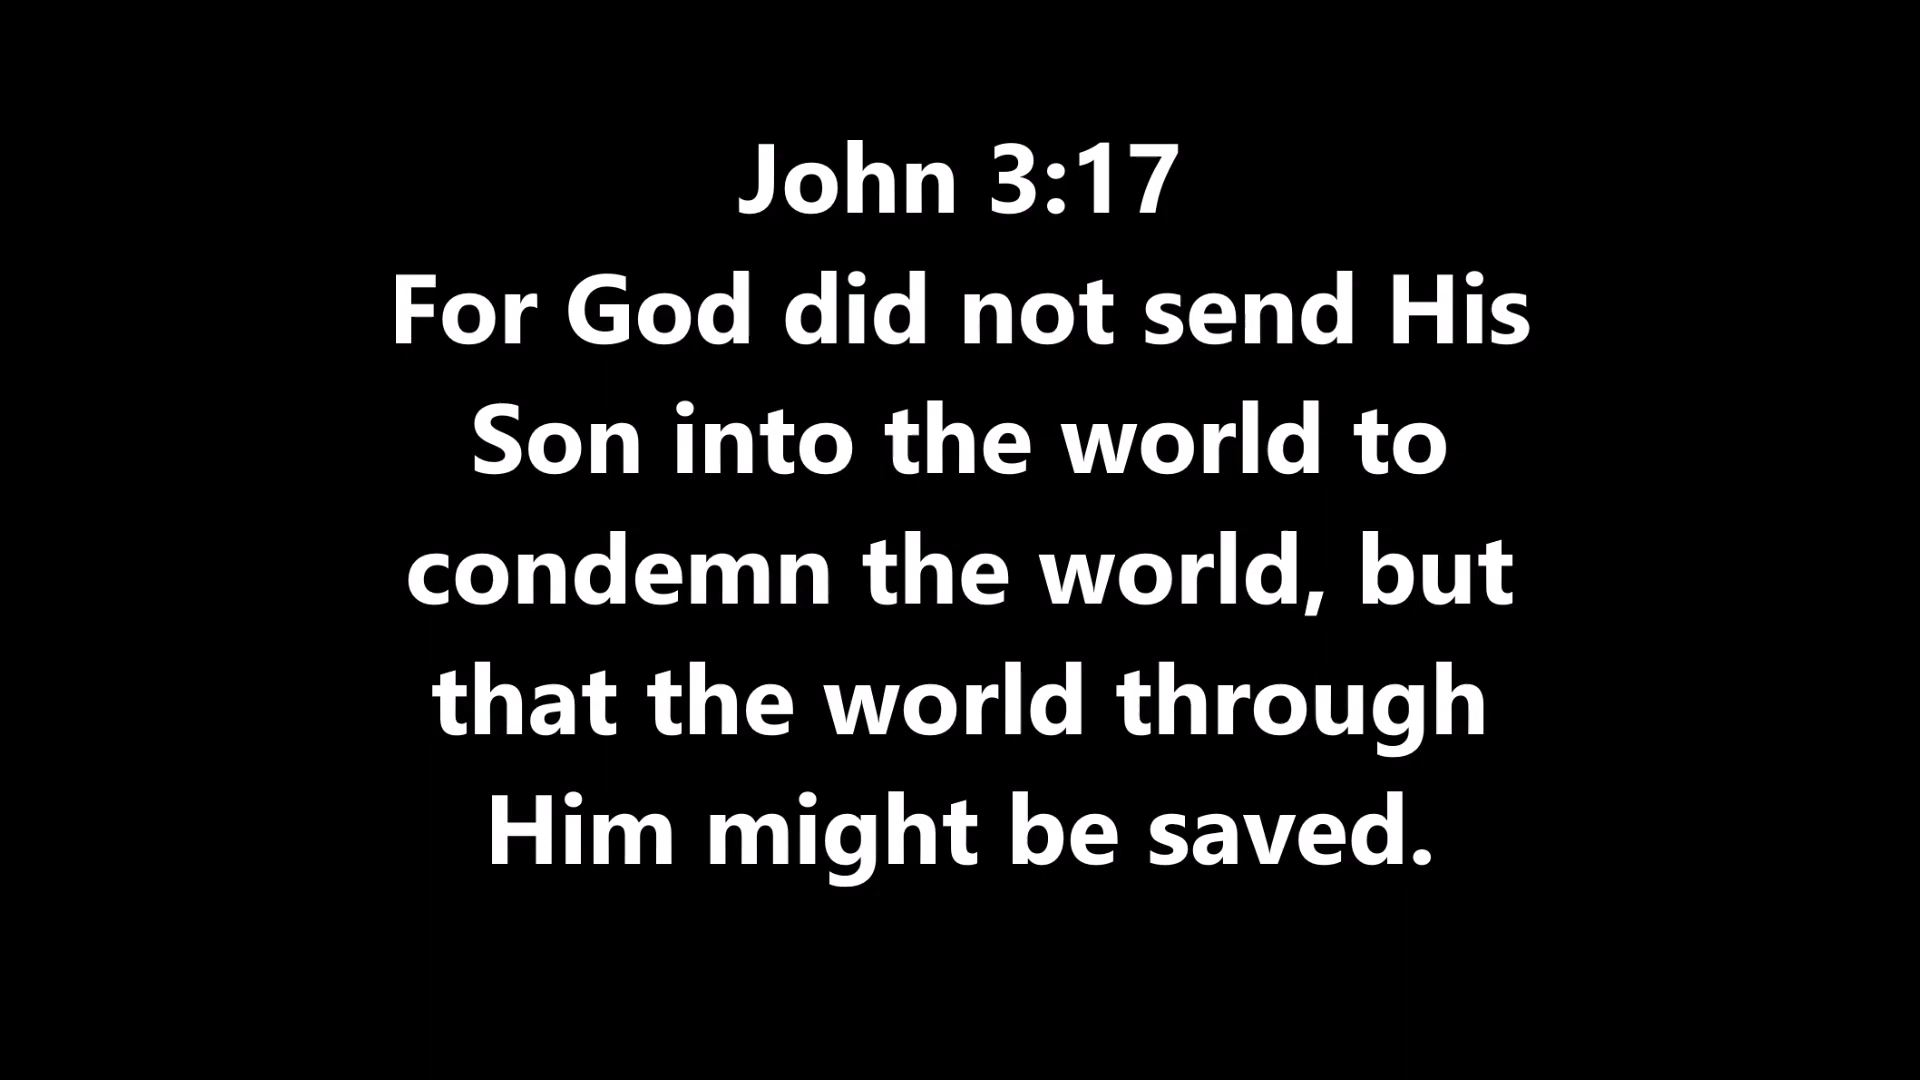 John 3:17
For God did not send His
Son into the world to
condemn the world, but
that the world through
Him might be saved.